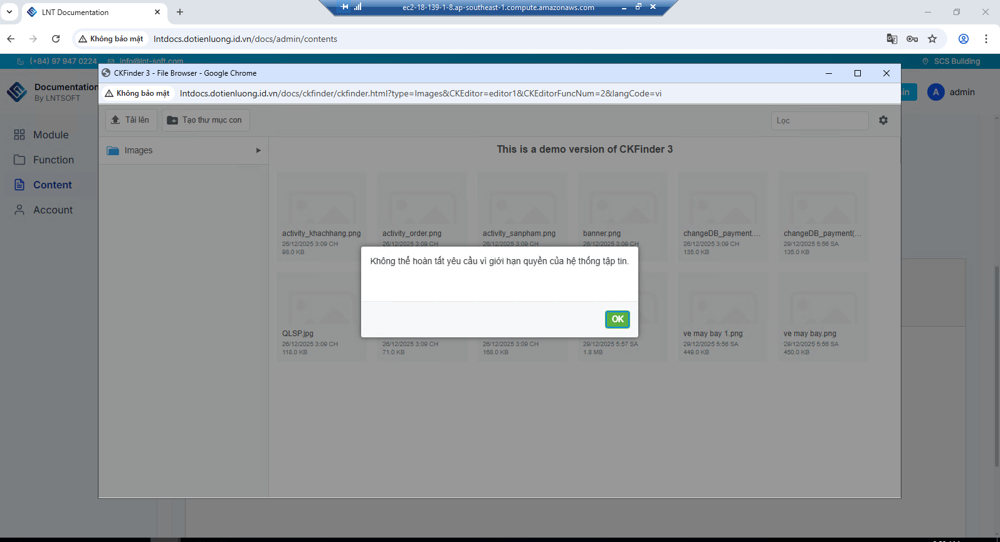 LNT Documentation
ec2-18-139-1-8.ap-southeast-1.compute.amazonaws.com
Không bảo mật
lntdocs.dotienluong.id.vn/docs/admin/contents
(+84) 97 947 0224
info@lnt-soft.com
SCS Building
CKFinder 3 - File Browser - Google Chrome
Documentation
By LNTSOFT
Không bảo mật
lntdocs.dotienluong.id.vn/docs/ckfinder/ckfinder.html?type=Images&CKEditor=editor1&CKEditorFuncNum=2&langCode=vi
in
A
admin
Tải lên
Tạo thư mục con
Lọc
Module
Function
Content
Account
Images
This is a demo version of CKFinder 3
activity_khachhang.png
26/12/2025 3:09 CH
98.0 KB
activity_order.png
26/12/2025 3:09 CH
activity_sanpham.png
26/12/2025 3:09 CH
banner.png
26/12/2025 3:09 CH
changeDB_payment....
26/12/2025 3:09 CH
135.0 KB
changeDB_payment(...
29/12/2025 5:56 SA
135.0 KB
Không thể hoàn tất yêu cầu vì giới hạn quyền của hệ thống tập tin.
OK
QLSP.jpg
26/12/2025 3:09 CH
118.0 KB
26/12/2025 3:09 CH
71.0 KB
26/12/2025 3:09 CH
168.0 KB
29/12/2025 5:57 SA
1.8 MB
ve may bay 1.png
29/12/2025 5:56 SA
449.0 KB
ve may bay.png
29/12/2025 5:56 SA
450.0 KB